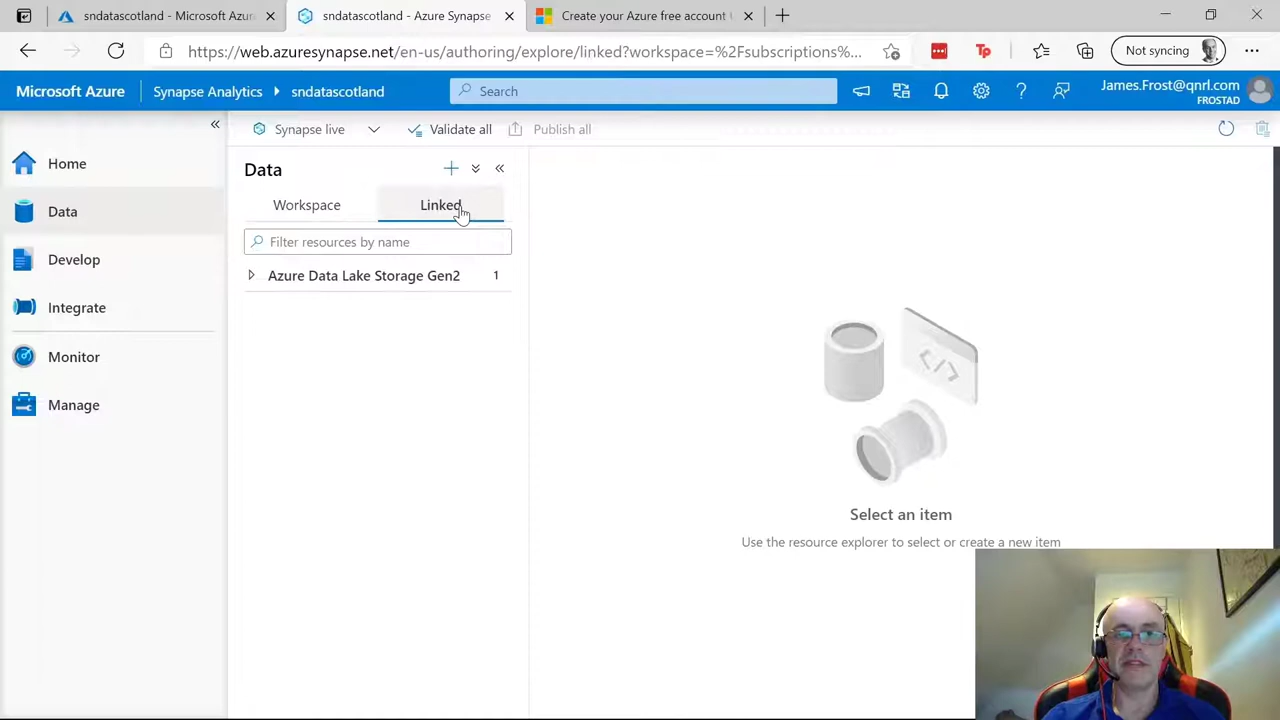 sndatascotland - Microsoft Azur
sndatascotland - Azure Synapse
Create your Azure free account
https://web.azuresynapse.net/en-us/authoring/explore/linked?workspace=%2Fsubscriptions%...
Not syncing
Microsoft Azure
Synapse Analytics
sndatascotland
Search
James.Frost@qnrl.com
FROSTAD
Synapse live
Validate all
Publish all
Home
Data
Develop
Integrate
Monitor
Manage
Data
Workspace
Linked
Filter resources by name
Azure Data Lake Storage Gen2 1
Select an item
Use the resource explorer to select or create a new item